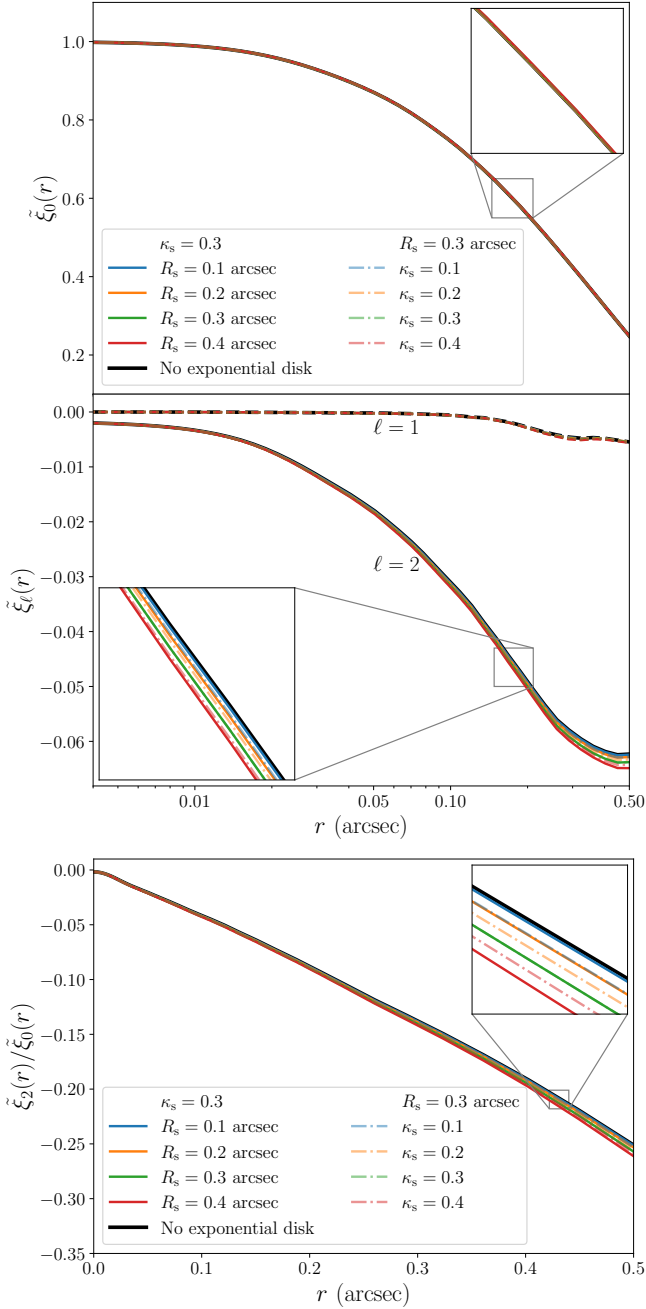 1.0
0.8
0.6
0.4
0.2
ξ̃₀(r)
κₛ = 0.3
Rₛ = 0.1 arcsec
Rₛ = 0.2 arcsec
Rₛ = 0.3 arcsec
Rₛ = 0.4 arcsec
No exponential disk
Rₛ = 0.3 arcsec
κₛ = 0.1
κₛ = 0.2
κₛ = 0.3
κₛ = 0.4
0.00
−0.01
−0.02
−0.03
−0.04
−0.05
−0.06
ξ̃_ℓ(r)
ℓ = 1
ℓ = 2
0.01 0.05 0.10 0.50
r (arcsec)
0.00
−0.05
−0.10
−0.15
−0.20
−0.25
−0.30
−0.35
ξ̃₂(r)/ξ̃₀(r)
κₛ = 0.3
Rₛ = 0.1 arcsec
Rₛ = 0.2 arcsec
Rₛ = 0.3 arcsec
Rₛ = 0.4 arcsec
No exponential disk
Rₛ = 0.3 arcsec
κₛ = 0.1
κₛ = 0.2
κₛ = 0.3
κₛ = 0.4
0.0 0.1 0.2 0.3 0.4 0.5
r (arcsec)